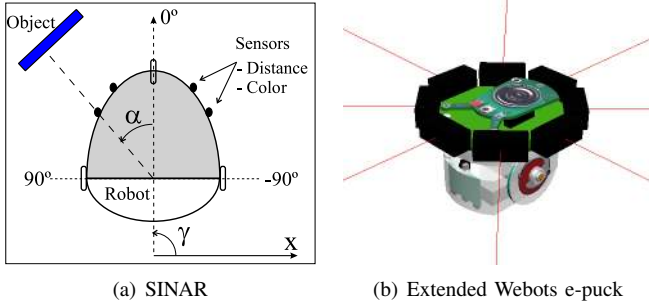 Object
0º
Sensors
- Distance
- Color
α
90º
-90º
Robot
γ
X
(a) SINAR
(b) Extended Webots e-puck